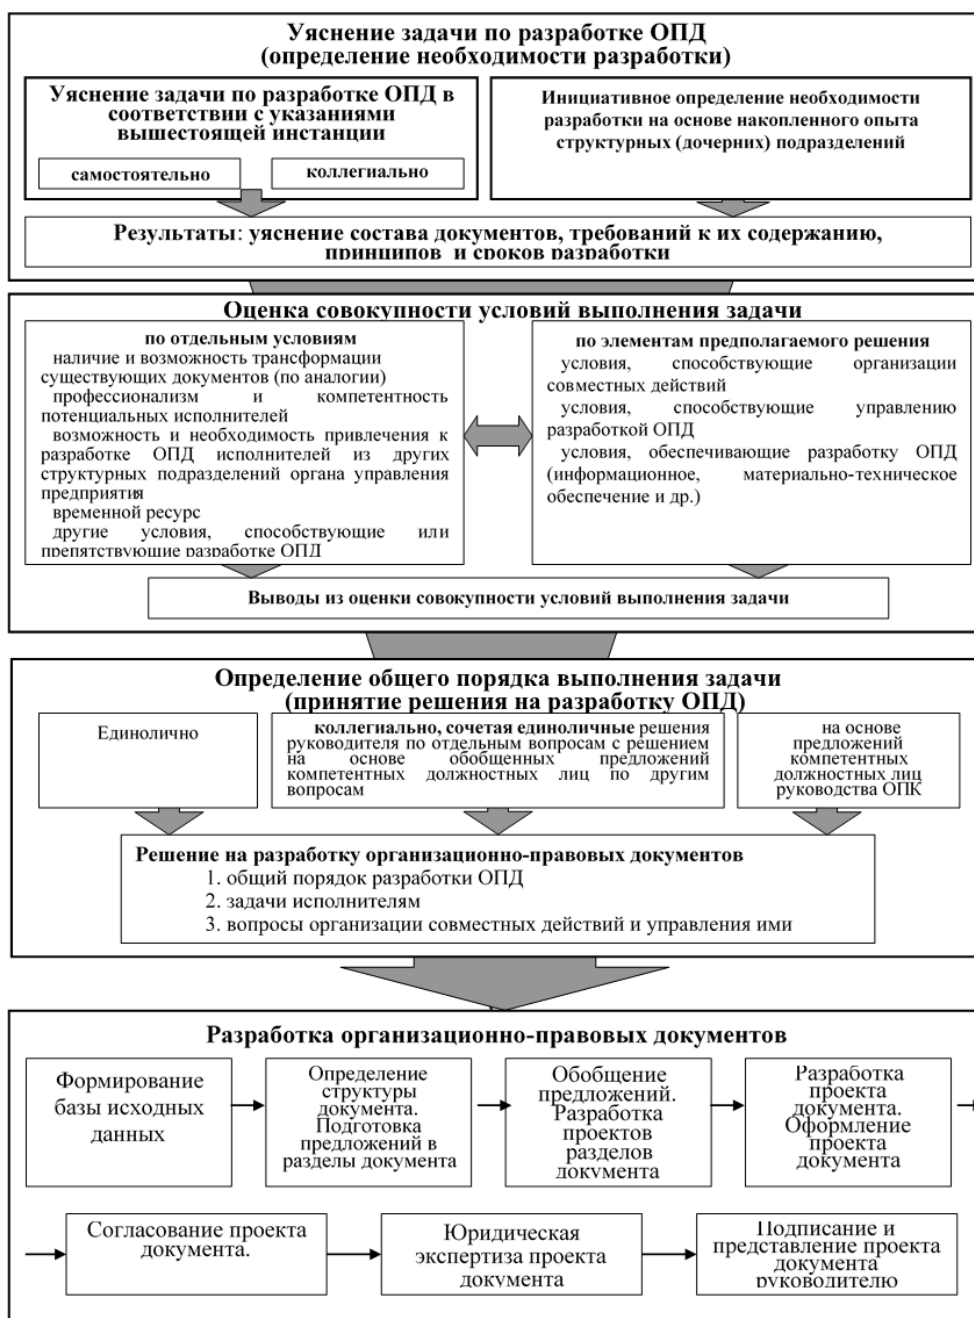 Уяснение задачи по разработке ОПД
(определение необходимости разработки)
Уяснение задачи по разработке ОПД в
соответствии с указаниями
вышестоящей инстанции
самостоятельно
коллегиально
Инициативное определение необходимости
разработки на основе накопленного опыта
структурных (дочерних) подразделений
Результаты: уяснение состава документов, требований к их содержанию,
принципов и сроков разработки
Оценка совокупности условий выполнения задачи
по отдельным условиям
наличие и возможность трансформации
существующих документов (по аналогии)
профессионализм и компетентность
потенциальных исполнителей
возможность и необходимость привлечения к
разработке ОПД исполнителей из других
структурных подразделений органа управления
предприятия
временной ресурс
другие условия, способствующие или
препятствующие разработке ОПД
по элементам предполагаемого решения
условия, способствующие организации
совместных действий
условия, способствующие управлению
разработкой ОПД
условия, обеспечивающие разработку ОПД
(информационное, материально-техническое
обеспечение и др.)
Выводы из оценки совокупности условий выполнения задачи
Определение общего порядка выполнения задачи
(принятие решения на разработку ОПД)
Единолично
коллегиально, сочетая единоличные решения
руководителя по отдельным вопросам с решением
на основе обобщенных предложений
компетентных должностных лиц по другим
вопросам
на основе
предложений
компетентных
должностных лиц
руководства ОПК
Решение на разработку организационно-правовых документов
1. общий порядок разработки ОПД
2. задачи исполнителям
3. вопросы организации совместных действий и управления ими
Разработка организационно-правовых документов
Формирование
базы исходных
данных
Определение
структуры
документа.
Подготовка
предложений в
разделы документа
Обобщение
предложений.
Разработка
проектов
разделов
документа
Разработка
проекта
документа.
Оформление
проекта
документа
Согласование проекта
документа.
Юридическая
экспертиза проекта
документа
Подписание и
представление проекта
документа
руководителю